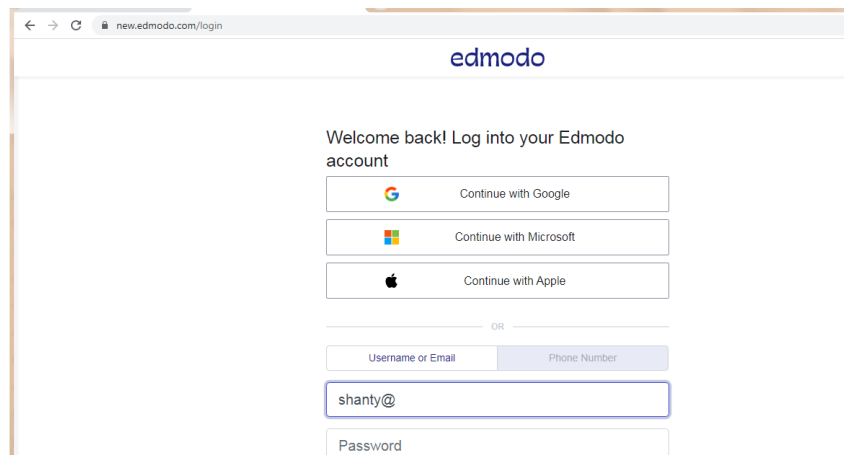 new.edmodo.com/login
edmodo
Welcome back! Log into your Edmodo
account
Continue with Google
Continue with Microsoft
Continue with Apple
OR
Username or Email Phone Number
shanty@
Password